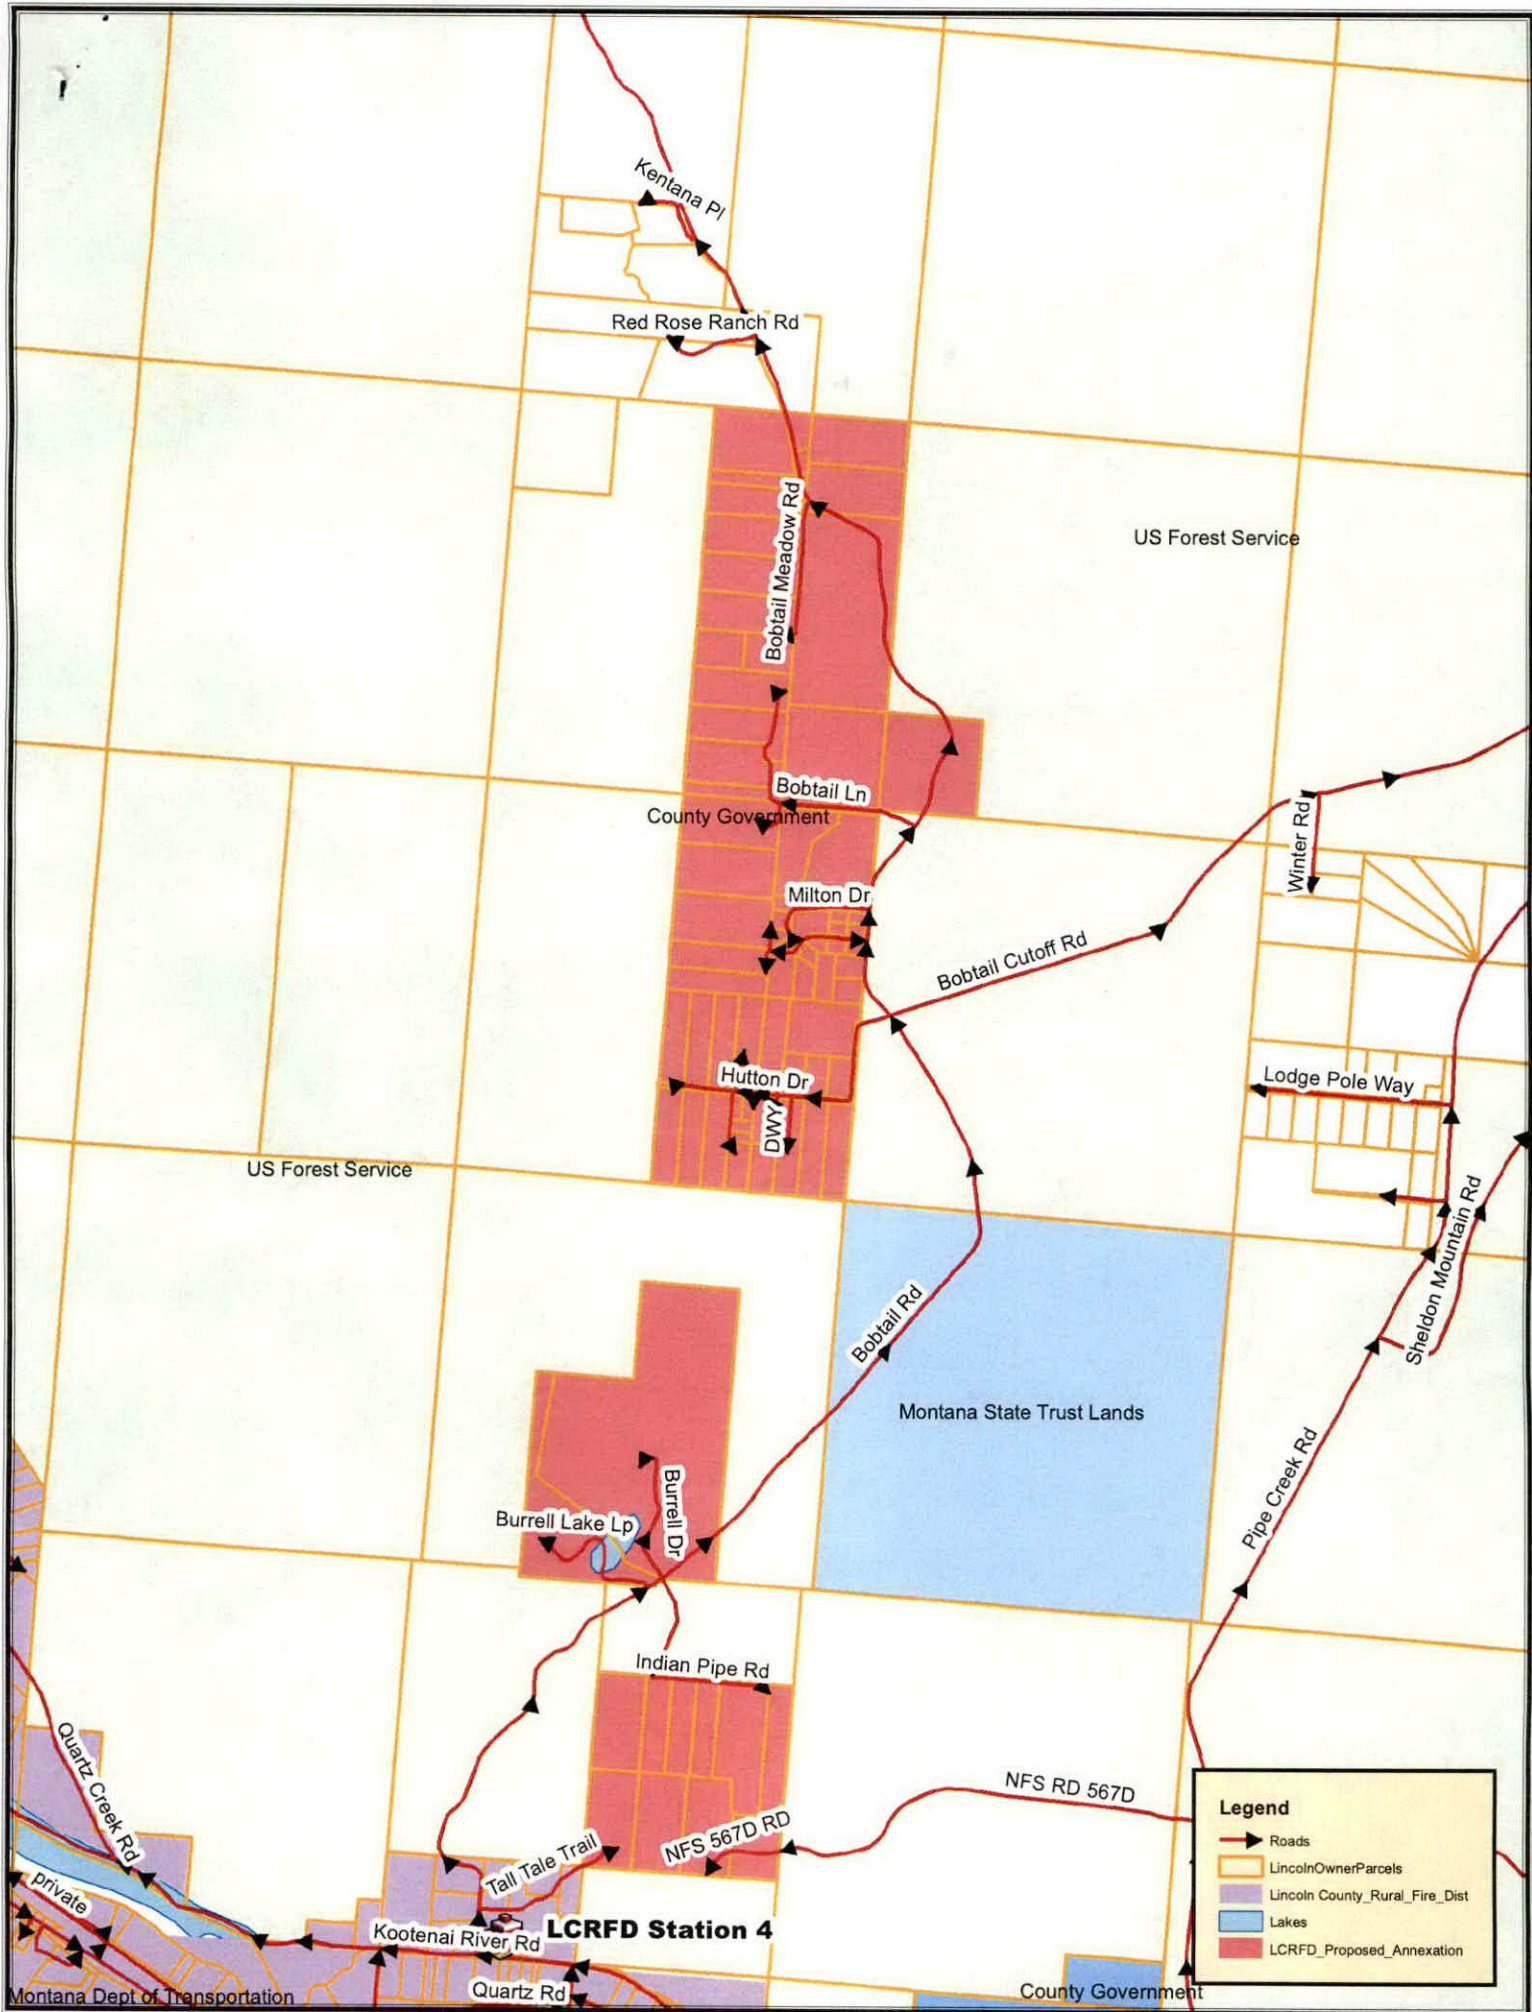 Kentana Pl
Red Rose Ranch Rd
Bobtail Meadow Rd
US Forest Service
Bobtail Ln
County Government
Winter Rd
Milton Dr
Bobtail Cutoff Rd
Hutton Dr
DWY
Lodge Pole Way
US Forest Service
Sheldon Mountain Rd
Bobtail Rd
Montana State Trust Lands
Pipe Creek Rd
Burrell Dr
Burrell Lake Lp
Indian Pipe Rd
Quartz Creek Rd
NFS RD 567D
NFS 567D RD
Tall Tale Trail
private
LCRFD Station 4
Kootenai River Rd
Quartz Rd
Montana Dept of Transportation
County Government
Legend
Roads
LincolnOwnerParcels
Lincoln County_Rural_Fire_Dist
Lakes
LCRFD_Proposed_Annexation